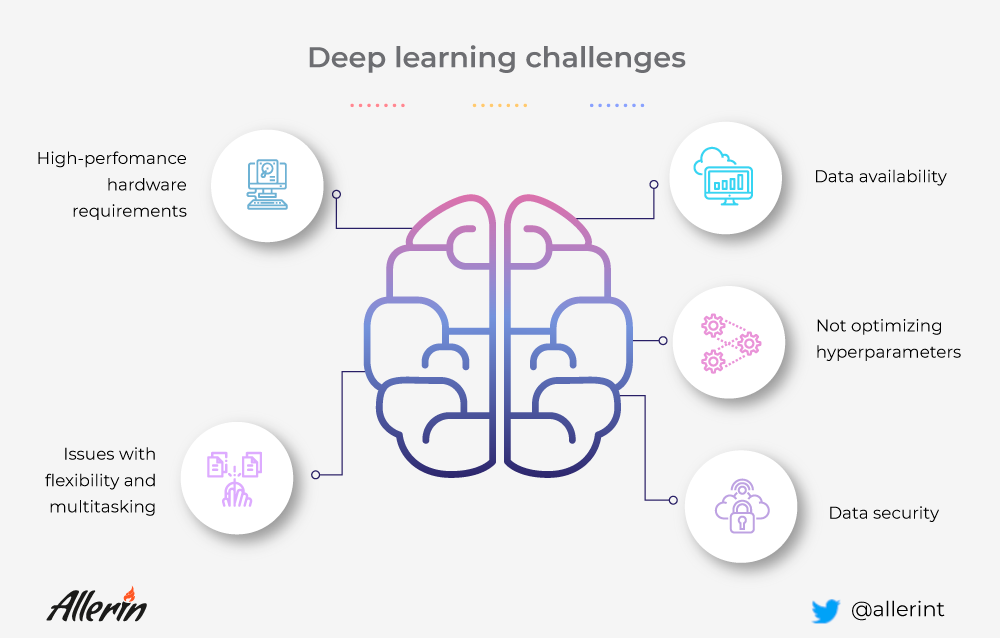 Deep learning challenges
High-perfomance
hardware
requirements
Data availability
Not optimizing
hyperparameters
Issues with
flexibility and
multitasking
Data security
Allerin
@allerint